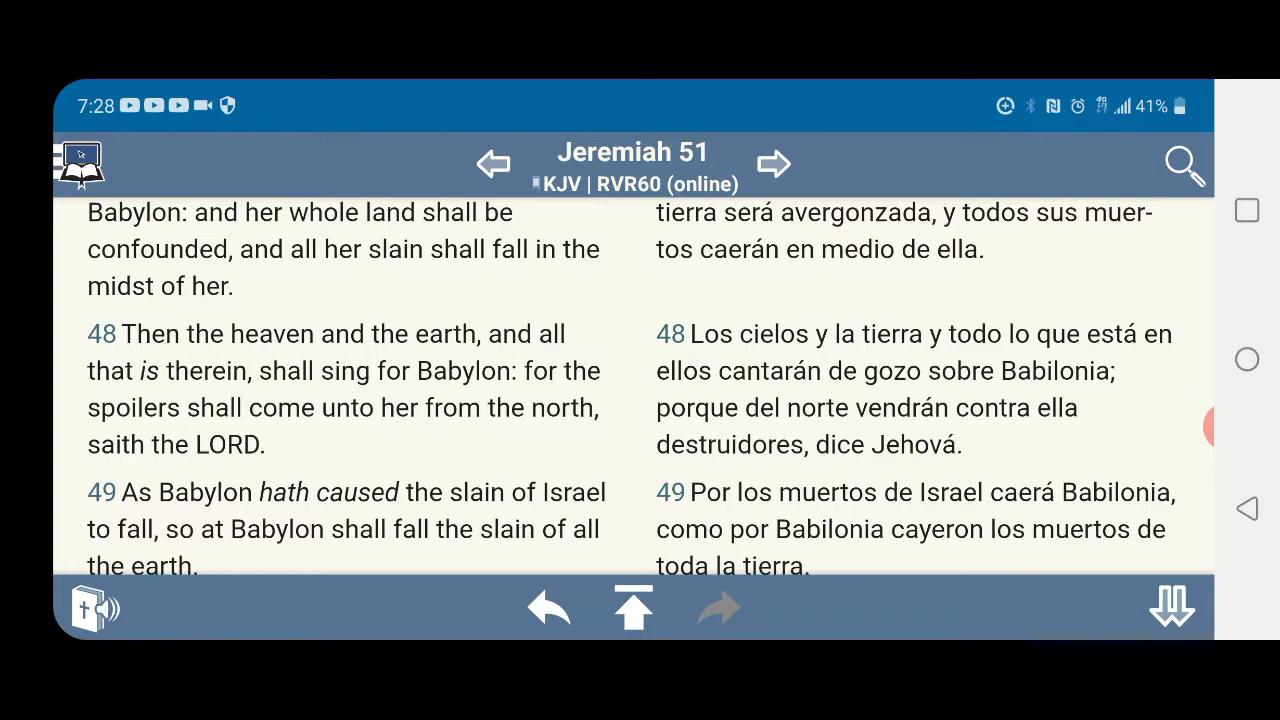 7:28
4G
41%
Jeremiah 51
KJV | RVR60 (online)
Babylon: and her whole land shall be
confounded, and all her slain shall fall in the
midst of her.
48 Then the heaven and the earth, and all
that is therein, shall sing for Babylon: for the
spoilers shall come unto her from the north,
saith the LORD.
49 As Babylon hath caused the slain of Israel
to fall, so at Babylon shall fall the slain of all
the earth.
tierra será avergonzada, y todos sus muer-
tos caerán en medio de ella.
48 Los cielos y la tierra y todo lo que está en
ellos cantarán de gozo sobre Babilonia;
porque del norte vendrán contra ella
destruidores, dice Jehová.
49 Por los muertos de Israel caerá Babilonia,
como por Babilonia cayeron los muertos de
toda la tierra.